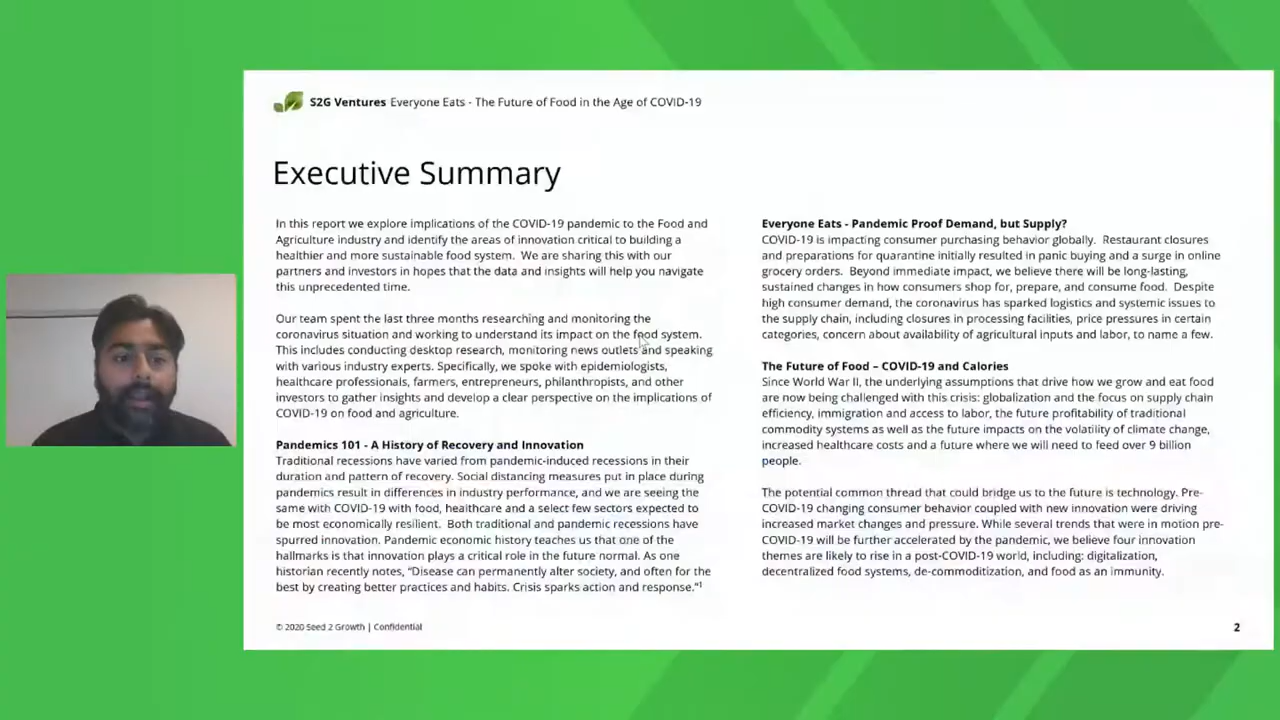 S2G Ventures Everyone Eats - The Future of Food in the Age of COVID-19
Executive Summary
In this report we explore implications of the COVID-19 pandemic to the Food and
Agriculture industry and identify the areas of innovation critical to building a
healthier and more sustainable food system. We are sharing this with our
partners and investors in hopes that the data and insights will help you navigate
this unprecedented time.
Our team spent the last three months researching and monitoring the
coronavirus situation and working to understand its impact on the food system.
This includes conducting desktop research, monitoring news outlets and speaking
with various industry experts. Specifically, we spoke with epidemiologists,
healthcare professionals, farmers, entrepreneurs, philanthropists, and other
investors to gather insights and develop a clear perspective on the implications of
COVID-19 on food and agriculture.
Pandemics 101 - A History of Recovery and Innovation
Traditional recessions have varied from pandemic-induced recessions in their
duration and pattern of recovery. Social distancing measures put in place during
pandemics result in differences in industry performance, and we are seeing the
same with COVID-19 with food, healthcare and a select few sectors expected to
be most economically resilient. Both traditional and pandemic recessions have
spurred innovation. Pandemic economic history teaches us that one of the
hallmarks is that innovation plays a critical role in the future normal. As one
historian recently notes, “Disease can permanently alter society, and often for the
best by creating better practices and habits. Crisis sparks action and response.”1
Everyone Eats - Pandemic Proof Demand, but Supply?
COVID-19 is impacting consumer purchasing behavior globally. Restaurant closures
and preparations for quarantine initially resulted in panic buying and a surge in online
grocery orders. Beyond immediate impact, we believe there will be long-lasting,
sustained changes in how consumers shop for, prepare, and consume food. Despite
high consumer demand, the coronavirus has sparked logistics and systemic issues to
the supply chain, including closures in processing facilities, price pressures in certain
categories, concern about availability of agricultural inputs and labor, to name a few.
The Future of Food – COVID-19 and Calories
Since World War II, the underlying assumptions that drive how we grow and eat food
are now being challenged with this crisis: globalization and the focus on supply chain
efficiency, immigration and access to labor, the future profitability of traditional
commodity systems as well as the future impacts on the volatility of climate change,
increased healthcare costs and a future where we will need to feed over 9 billion
people.
The potential common thread that could bridge us to the future is technology. Pre-
COVID-19 changing consumer behavior coupled with new innovation were driving
increased market changes and pressure. While several trends that were in motion pre-
COVID-19 will be further accelerated by the pandemic, we believe four innovation
themes are likely to rise in a post-COVID-19 world, including: digitalization,
decentralized food systems, de-commoditization, and food as an immunity.
© 2020 Seed 2 Growth | Confidential
2